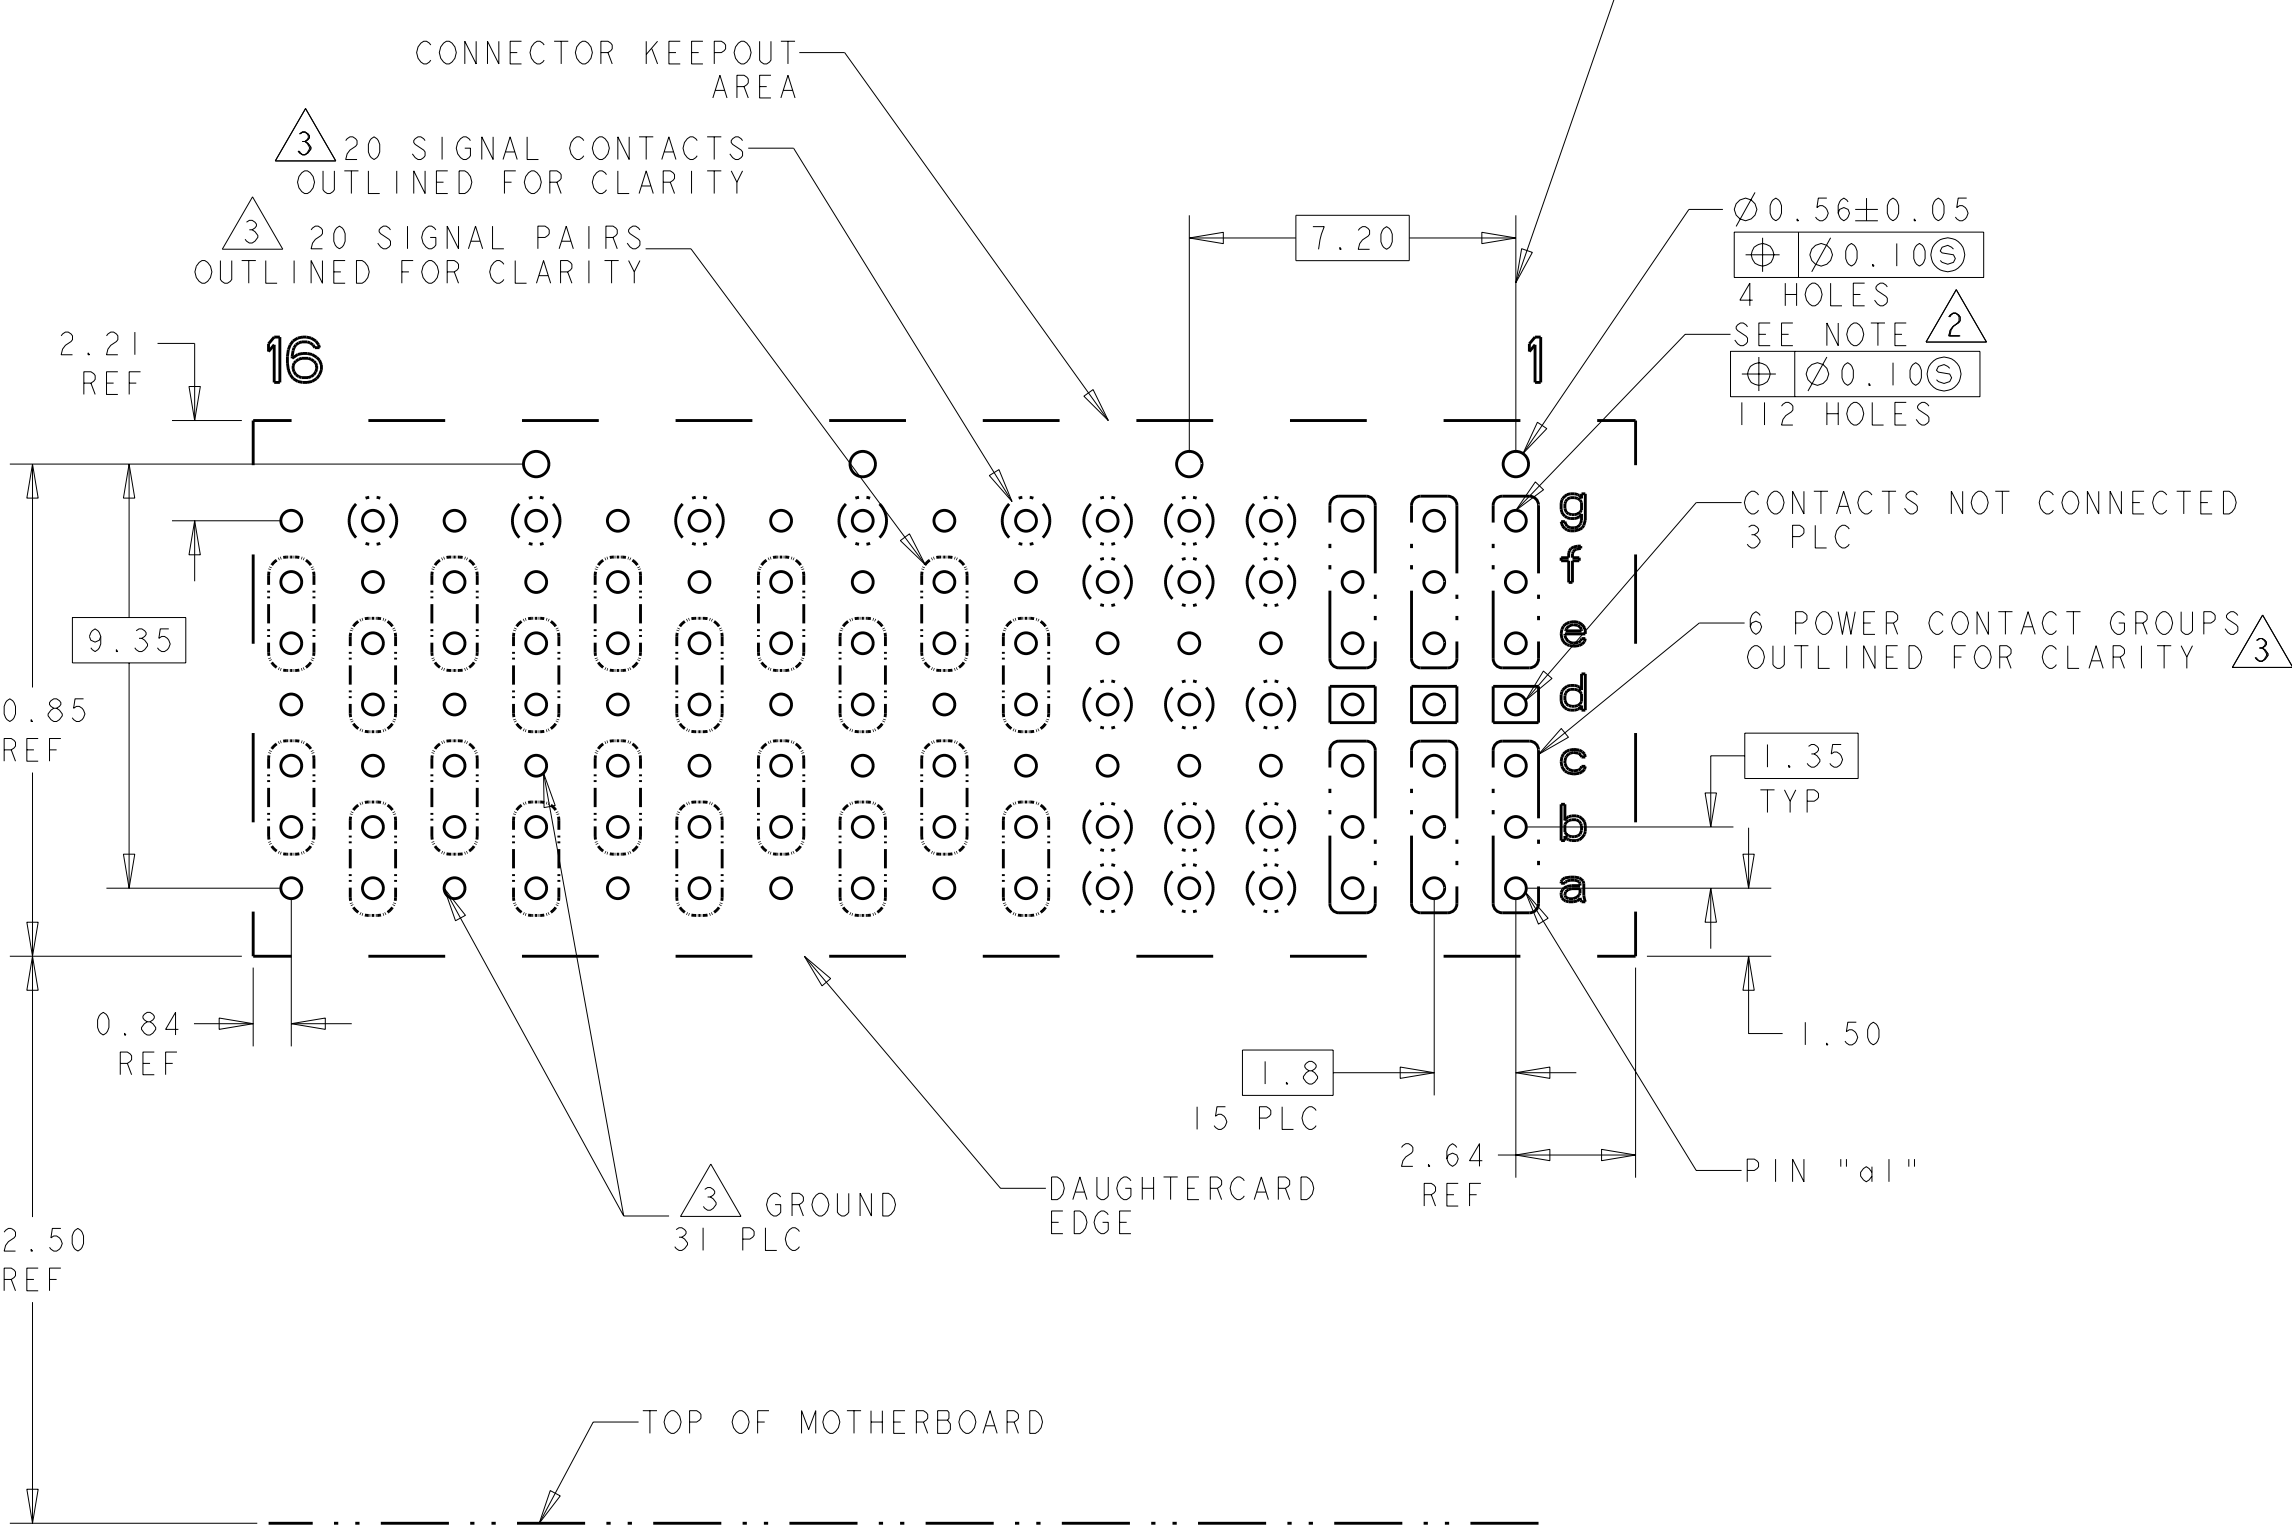 CONNECTOR KEEPOUT
AREA
3 20 SIGNAL CONTACTS
OUTLINED FOR CLARITY
3 20 SIGNAL PAIRS
OUTLINED FOR CLARITY
7.20
Ø0.56±0.05
⌖ Ø0.10Ⓢ
4 HOLES
SEE NOTE 2
⌖ Ø0.10Ⓢ
112 HOLES
2.21
REF
16
1
g
f
e
d
c
b
a
CONTACTS NOT CONNECTED
3 PLC
6 POWER CONTACT GROUPS
OUTLINED FOR CLARITY 3
9.35
0.85
REF
1.35
TYP
0.84
REF
1.50
1.8
15 PLC
2.64
REF
PIN "a1"
3 GROUND
31 PLC
DAUGHTERCARD
EDGE
2.50
REF
TOP OF MOTHERBOARD